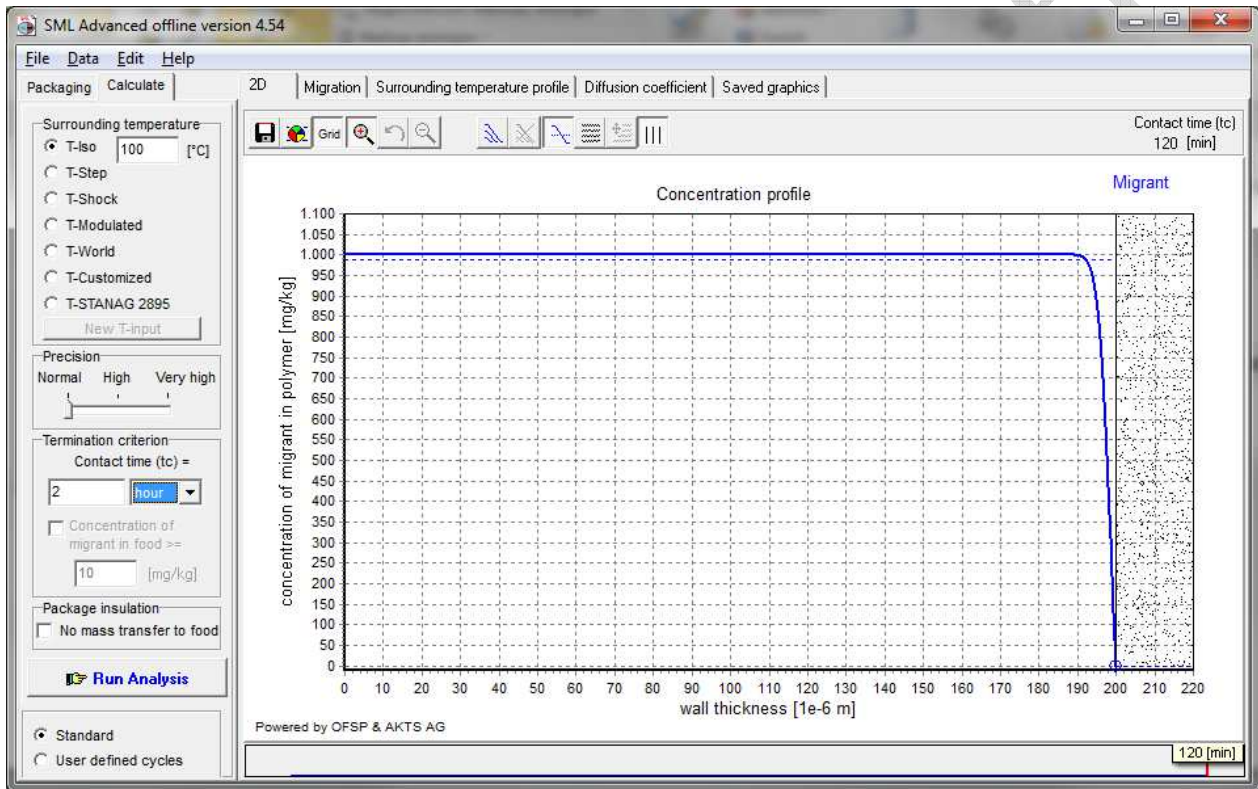 SML Advanced offline version 4.54
File Data Edit Help
Packaging Calculate
2D Migration Surrounding temperature profile Diffusion coefficient Saved graphics
Surrounding temperature
T-Iso 100 [°C]
T-Step
T-Shock
T-Modulated
T-World
T-Customized
T-STANAG 2895
New T-input
Precision
Normal High Very high
Termination criterion
Contact time (tc) =
2 hour
Concentration of
migrant in food >=
10 [mg/kg]
Package insulation
No mass transfer to food
Run Analysis
Standard
User defined cycles
Grid
Contact time (tc)
120 [min]
Migrant
Concentration profile
concentration of migrant in polymer [mg/kg]
1.100
1.050
1.000
950
900
850
800
750
700
650
600
550
500
450
400
350
300
250
200
150
100
50
0
0 10 20 30 40 50 60 70 80 90 100 110 120 130 140 150 160 170 180 190 200 210 220
wall thickness [1e-6 m]
Powered by OFSP & AKTS AG
120 [min]